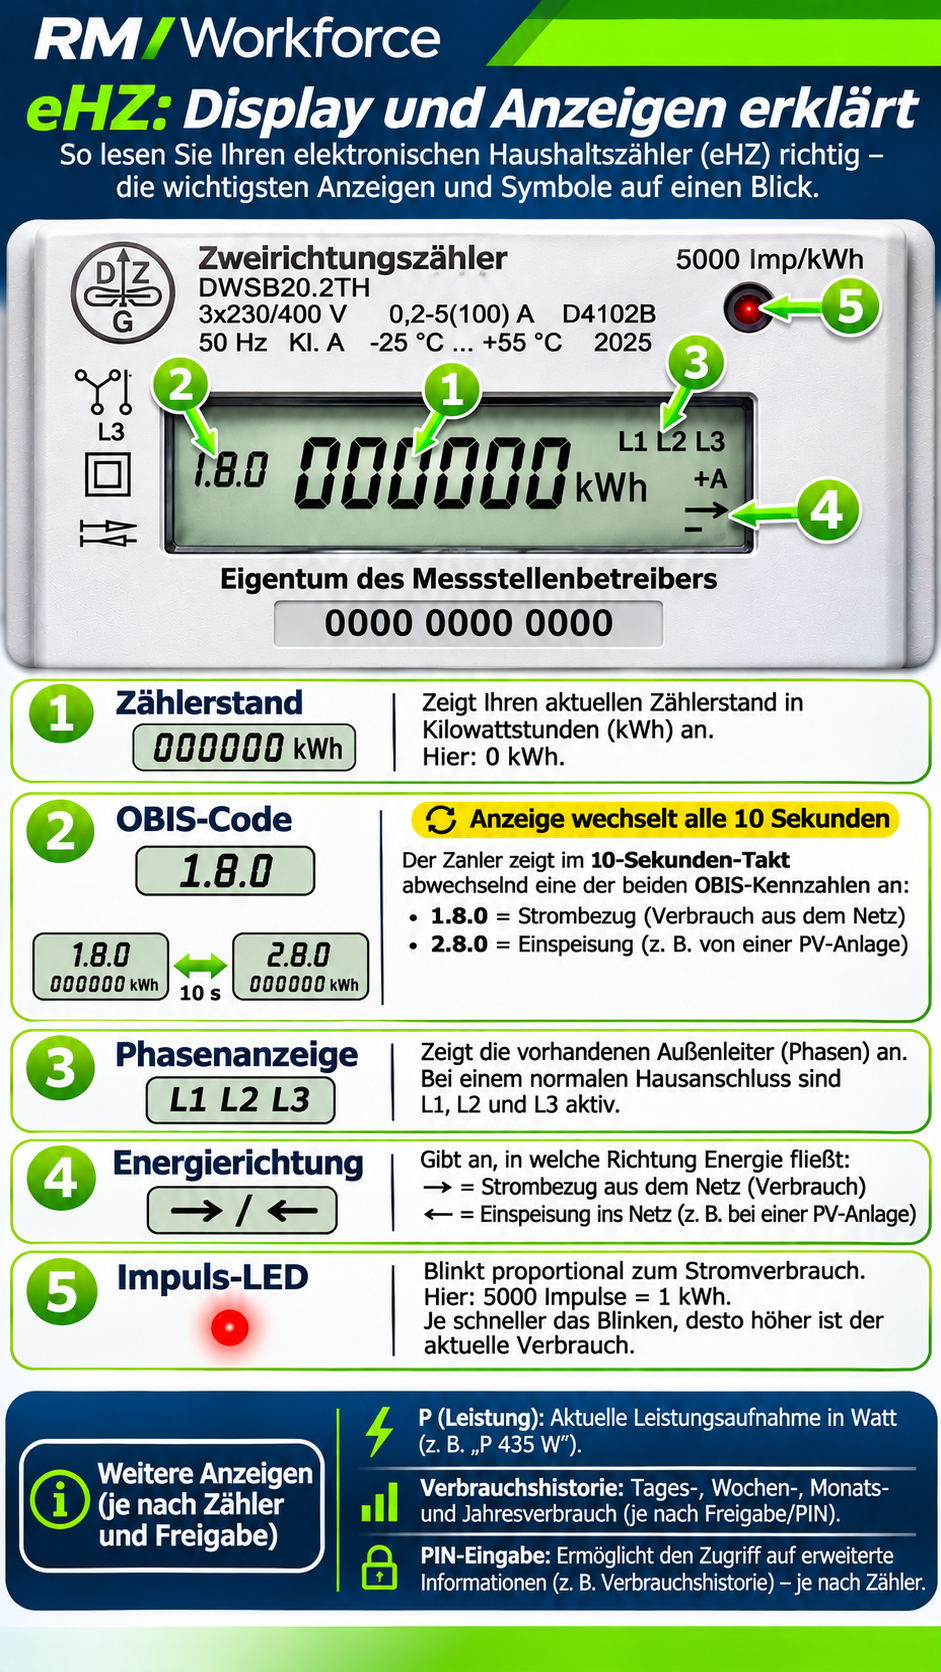 RM/Workforce
eHZ: Display und Anzeigen erklärt
So lesen Sie Ihren elektronischen Haushaltszähler (eHZ) richtig –
die wichtigsten Anzeigen und Symbole auf einen Blick.
D Z
G
Zweirichtungszähler
DWSB20.2TH
3x230/400 V 0,2-5(100) A D4102B
50 Hz Kl. A -25 °C ... +55 °C 2025
5000 Imp/kWh
5
3
2
1
L3
1.8.0 000000 kWh
L1 L2 L3
+A
→
–
4
Eigentum des Messstellenbetreibers
0000 0000 0000
1 Zählerstand
000000 kWh
Zeigt Ihren aktuellen Zählerstand in
Kilowattstunden (kWh) an.
Hier: 0 kWh.
2 OBIS-Code
1.8.0
1.8.0
000000 kWh
10 s
2.8.0
000000 kWh
Anzeige wechselt alle 10 Sekunden
Der Zahler zeigt im 10-Sekunden-Takt
abwechselnd eine der beiden OBIS-Kennzahlen an:
• 1.8.0 = Strombezug (Verbrauch aus dem Netz)
• 2.8.0 = Einspeisung (z. B. von einer PV-Anlage)
3 Phasenanzeige
L1 L2 L3
Zeigt die vorhandenen Außenleiter (Phasen) an.
Bei einem normalen Hausanschluss sind
L1, L2 und L3 aktiv.
4 Energierichtung
→ / ←
Gibt an, in welche Richtung Energie fließt:
→ = Strombezug aus dem Netz (Verbrauch)
← = Einspeisung ins Netz (z. B. bei einer PV-Anlage)
5 Impuls-LED
Blinkt proportional zum Stromverbrauch.
Hier: 5000 Impulse = 1 kWh.
Je schneller das Blinken, desto höher ist der
aktuelle Verbrauch.
i
Weitere Anzeigen
(je nach Zähler
und Freigabe)
P (Leistung): Aktuelle Leistungsaufnahme in Watt
(z. B. „P 435 W").
Verbrauchshistorie: Tages-, Wochen-, Monats-
und Jahresverbrauch (je nach Freigabe/PIN).
PIN-Eingabe: Ermöglicht den Zugriff auf erweiterte
Informationen (z. B. Verbrauchshistorie) – je nach Zähler.